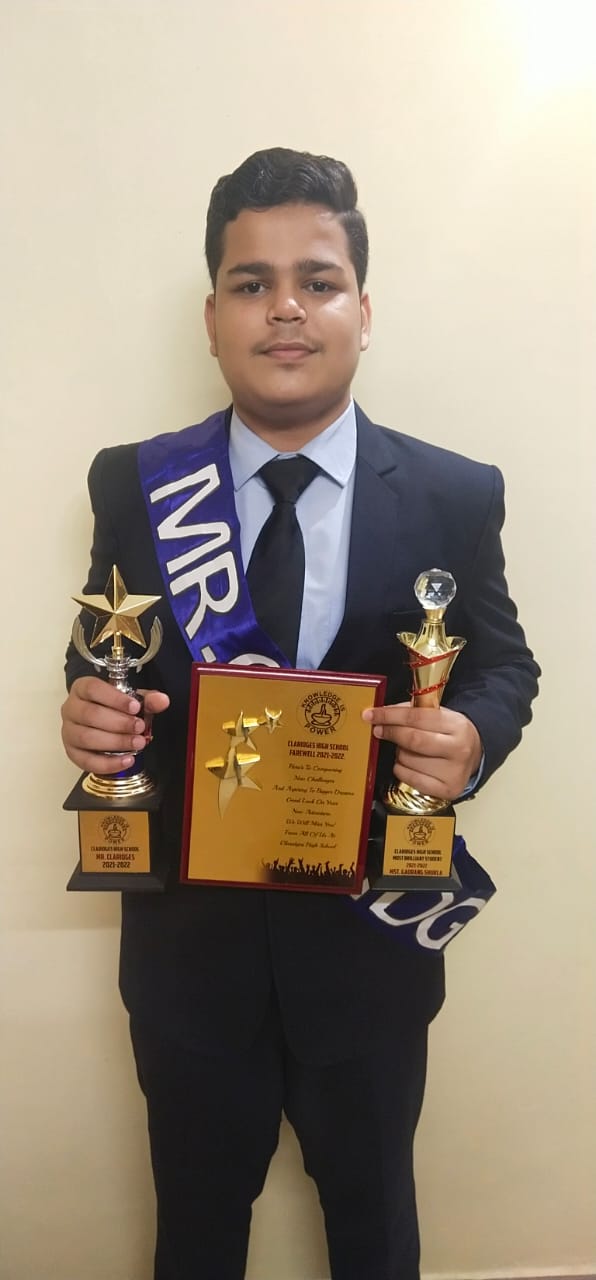 MR. C
DG
CLARIDGES HIGH SCHOOL
MR. CLARIDGES
2021-2022
KNOWLEDGE IS
POWER
CLARIDGES HIGH SCHOOL
FAREWELL 2021-2022
Here's To Conquering
New Challenges
And Aspiring To Bigger Dreams
Good Luck On Your
New Adventure.
We Will Miss You!
From All Of Us At
Claridges High School
CLARIDGES HIGH SCHOOL
MOST BRILLIANT STUDENT
2021-2022
MST. GAURANG SHUKLA